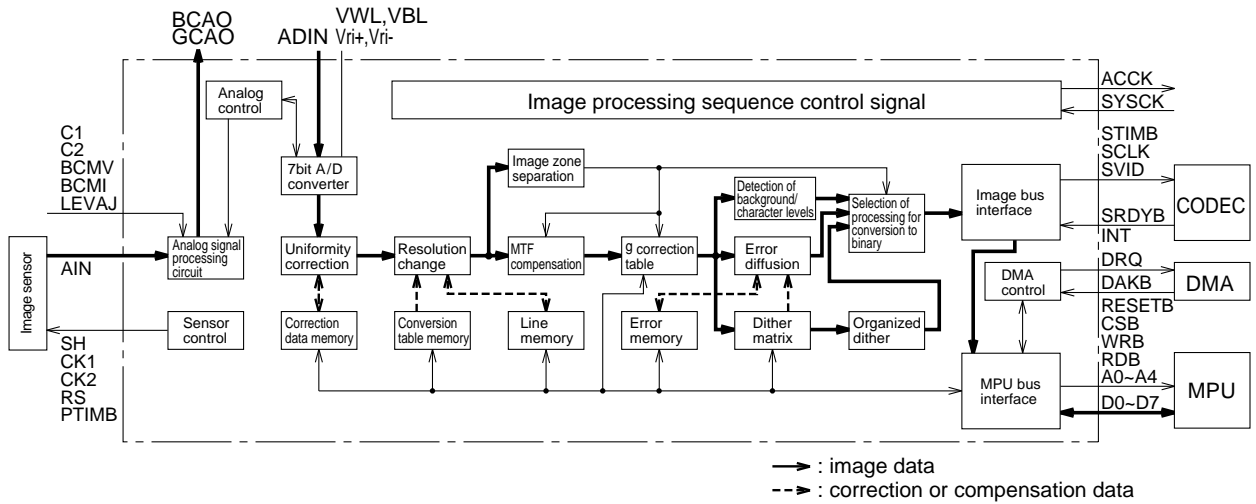 BCAO
GCAO
ADIN
VWL,VBL
Vri+,Vri-
Analog
control
Image processing sequence control signal
ACCK
SYSCK
C1
C2
BCMV
BCMI
LEVAJ
7bit A/D
converter
Image zone
separation
Detection of
background/
character levels
Selection of
processing for
conversion to
binary
Image bus
interface
STIMB
SCLK
SVID
SRDYB
INT
CODEC
Image sensor
AIN
Analog signal
processing
circuit
Uniformity
correction
Resolution
change
MTF
compensation
g correction
table
Error
diffusion
DMA
control
DRQ
DAKB
DMA
Sensor
control
Correction
data memory
Conversion
table memory
Line
memory
Error
memory
Dither
matrix
Organized
dither
SH
CK1
CK2
RS
PTIMB
MPU bus
interface
RESETB
CSB
WRB
RDB
A0~A4
D0~D7
MPU
: image data
: correction or compensation data